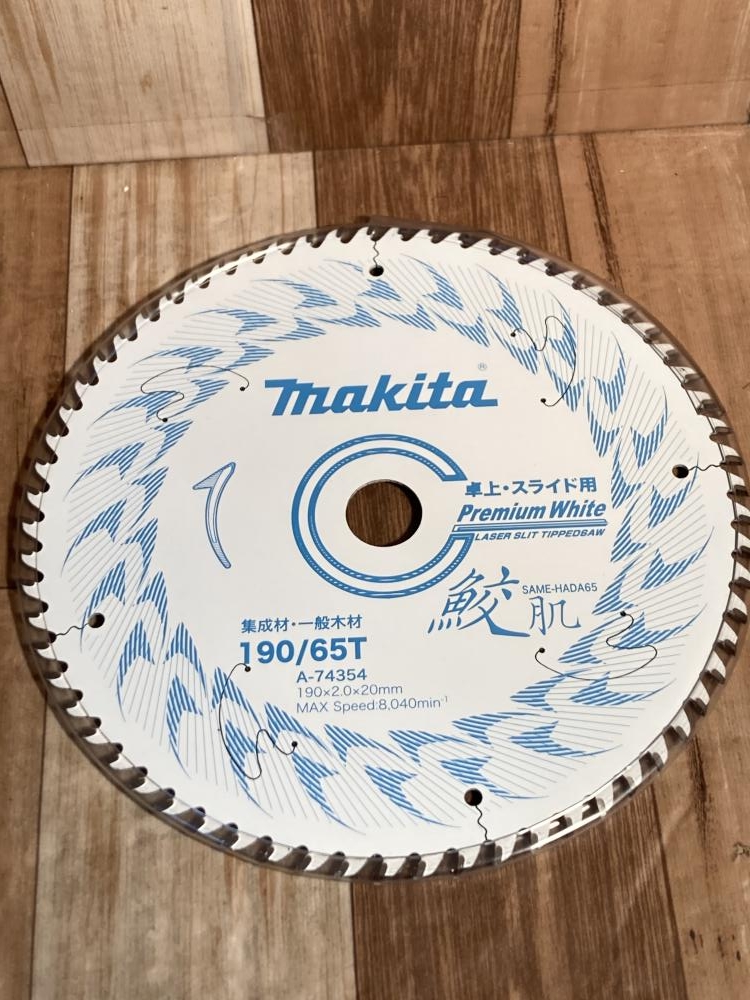 makita®
卓上・スライド用
Premium White
LASER SLIT TIPPEDSAW
鮫肌
SAME-HADA65
集成材・一般木材
190/65T
A-74354
190×2.0×20mm
MAX Speed:8,040min⁻¹